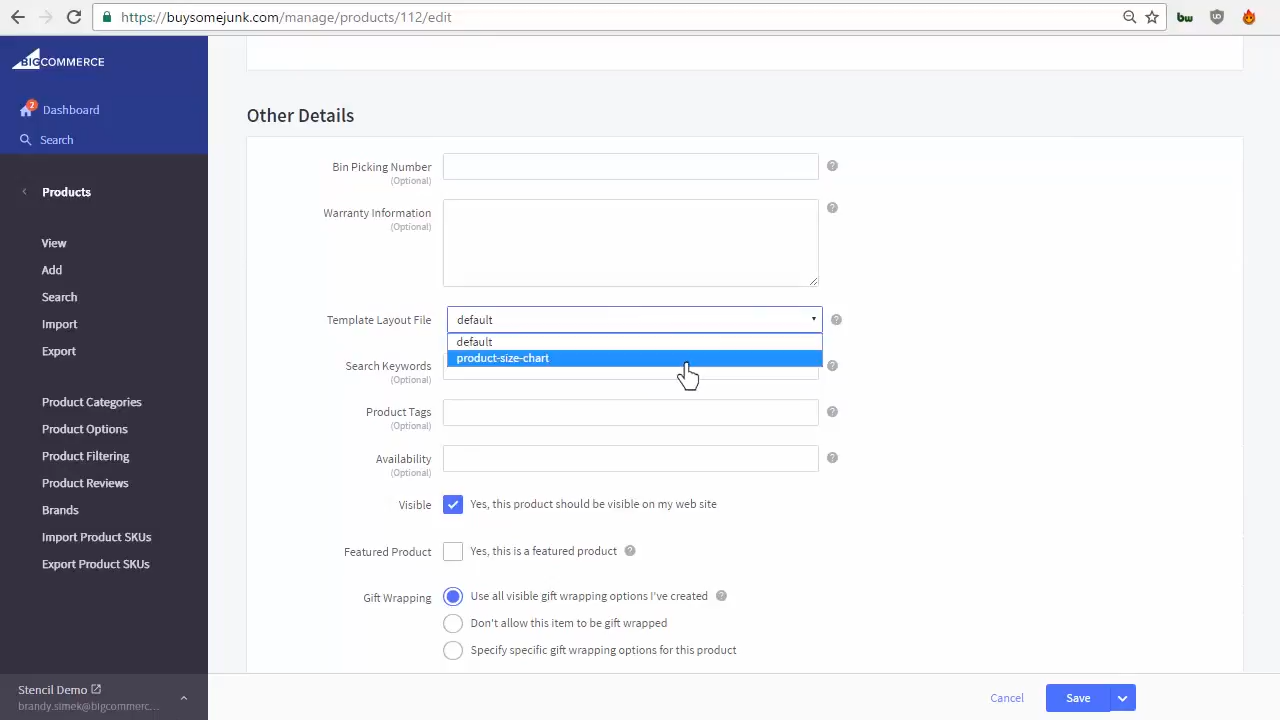 https://buysomejunk.com/manage/products/112/edit
bw
BIGCOMMERCE
2
Dashboard
Search
Products
View
Add
Search
Import
Export
Product Categories
Product Options
Product Filtering
Product Reviews
Brands
Import Product SKUs
Export Product SKUs
Stencil Demo
brandy.simek@bigcommerc...
Other Details
Bin Picking Number
(Optional)
?
Warranty Information
(Optional)
?
Template Layout File
default
?
default
product-size-chart
Search Keywords
(Optional)
?
Product Tags
(Optional)
?
Availability
(Optional)
?
Visible
Yes, this product should be visible on my web site
Featured Product
Yes, this is a featured product ?
Gift Wrapping
Use all visible gift wrapping options I've created ?
Don't allow this item to be gift wrapped
Specify specific gift wrapping options for this product
Cancel
Save